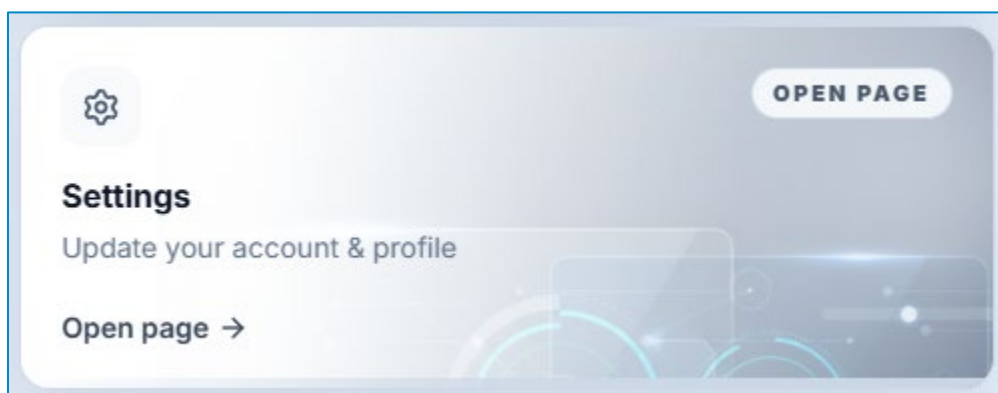 OPEN PAGE
Settings
Update your account & profile
Open page →